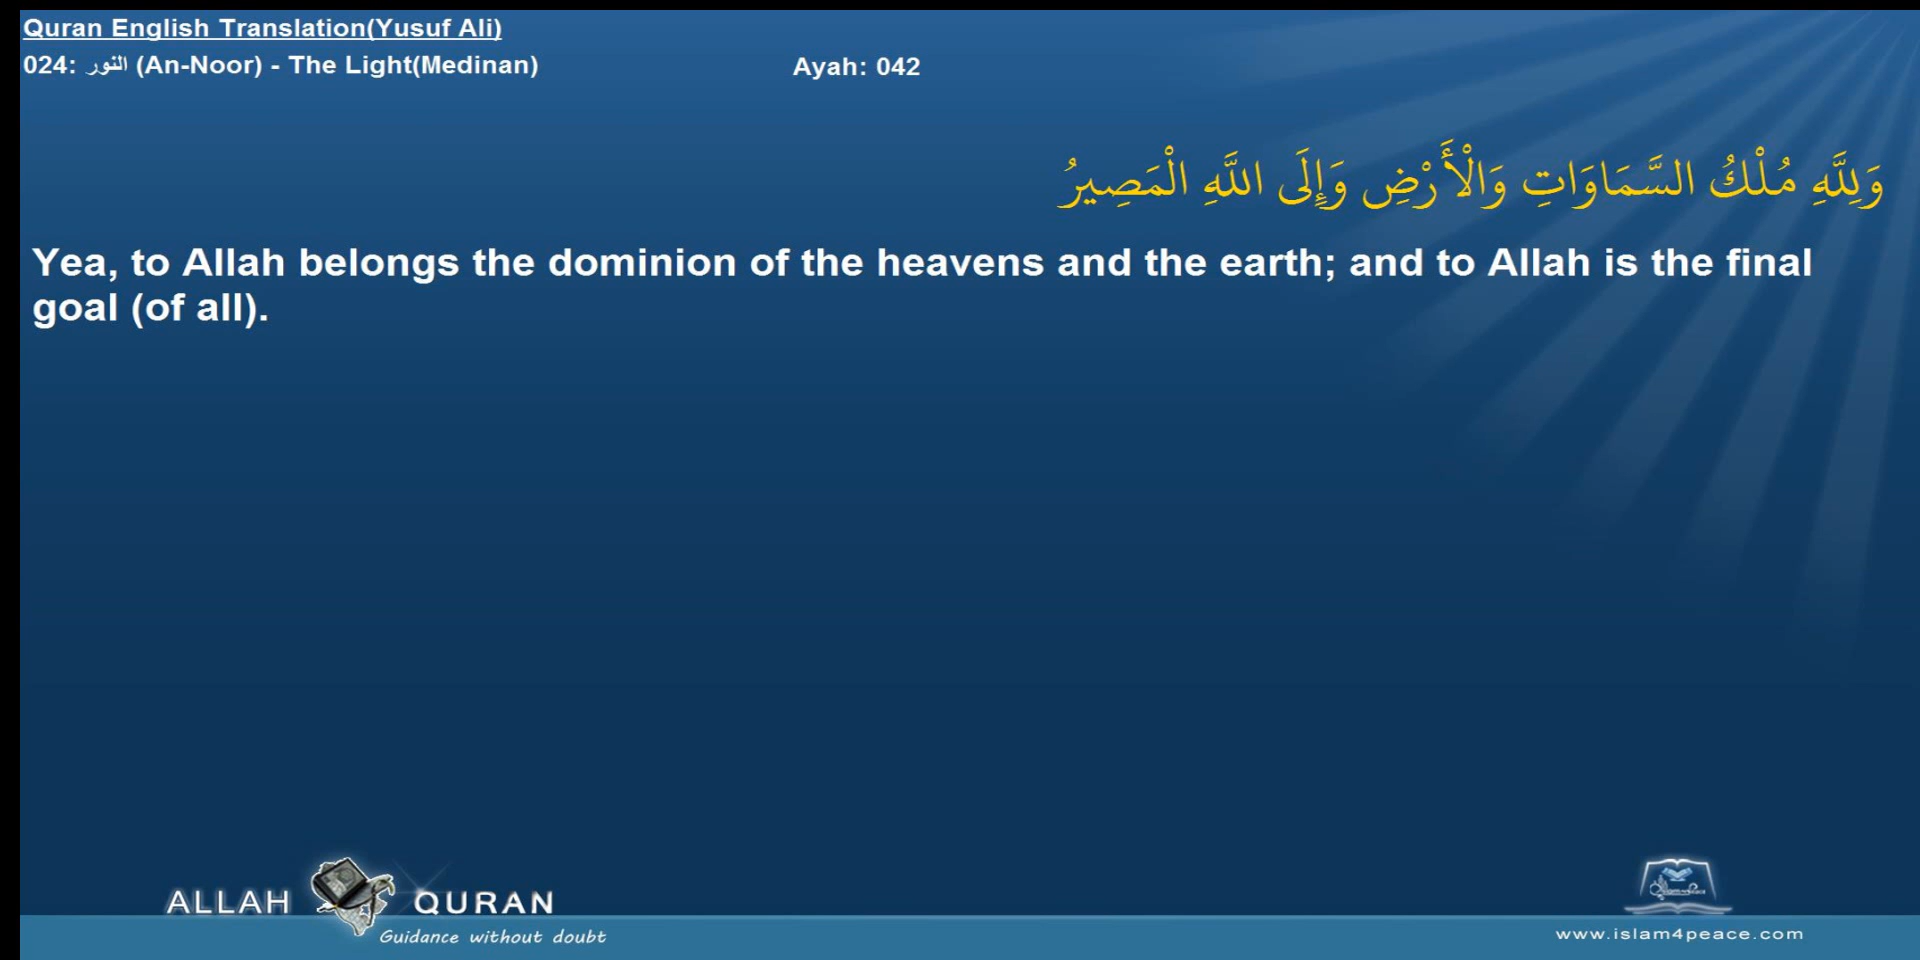 Quran English Translation(Yusuf Ali)
024: النور (An-Noor) - The Light(Medinan)
Ayah: 042
وَلِلَّهِ مُلْكُ السَّمَاوَاتِ وَالْأَرْضِ وَإِلَى اللَّهِ الْمَصِيرُ
Yea, to Allah belongs the dominion of the heavens and the earth; and to Allah is the final
goal (of all).
ALLAH QURAN
Guidance without doubt
www.islam4peace.com